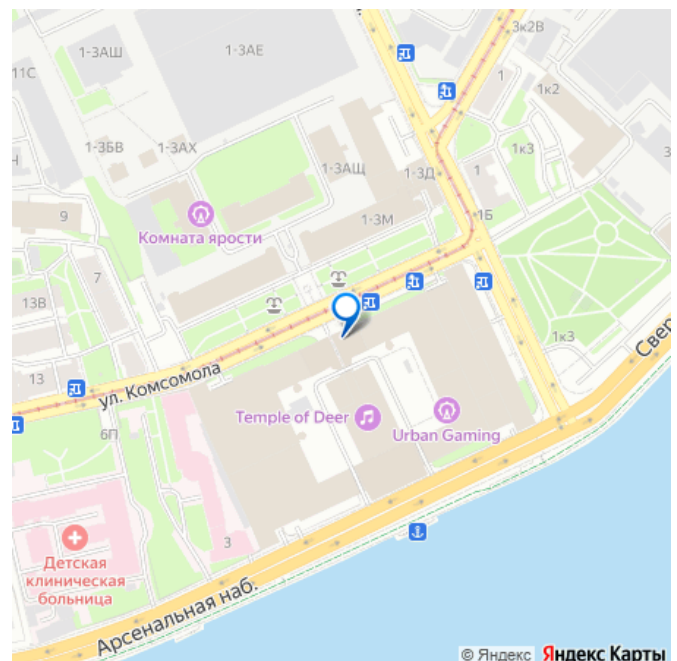 3к2В
1-3АШ
1-3АЕ
11С
1
1к2
1-3БВ
1-3АХ
1к3
3
1-3АЩ
1-3Д
1
9
Комната ярости
1-3М
1Б
7
13В
1к3
Свер
13
ул. Комсомола
Temple of Deer
Urban Gaming
6П
3
Детская
клиническая
больница
Арсенальная наб.
© Яндекс Яндекс Карты